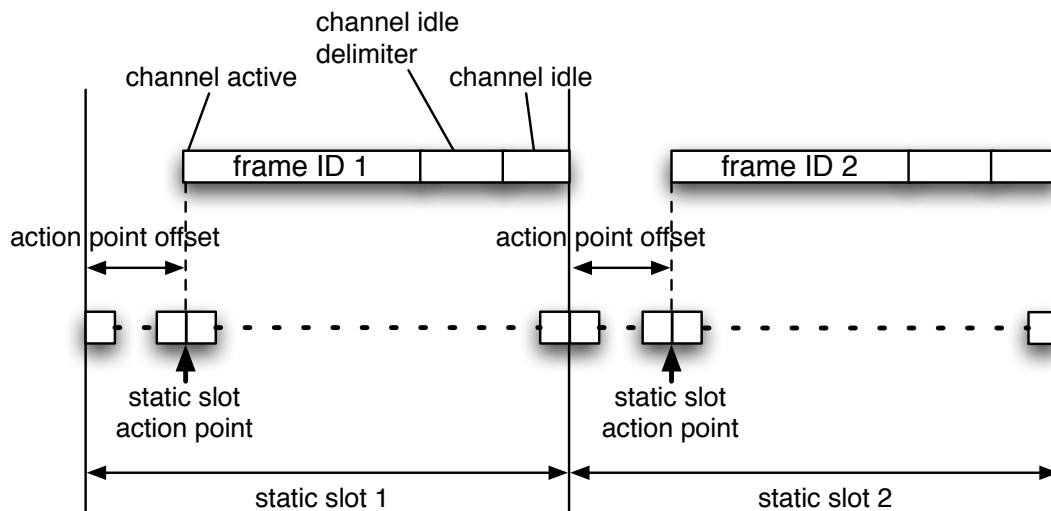 channel idle
delimiter
channel active
channel idle
frame ID 1
frame ID 2
action point offset
action point offset
static slot
action point
static slot
action point
static slot 1
static slot 2